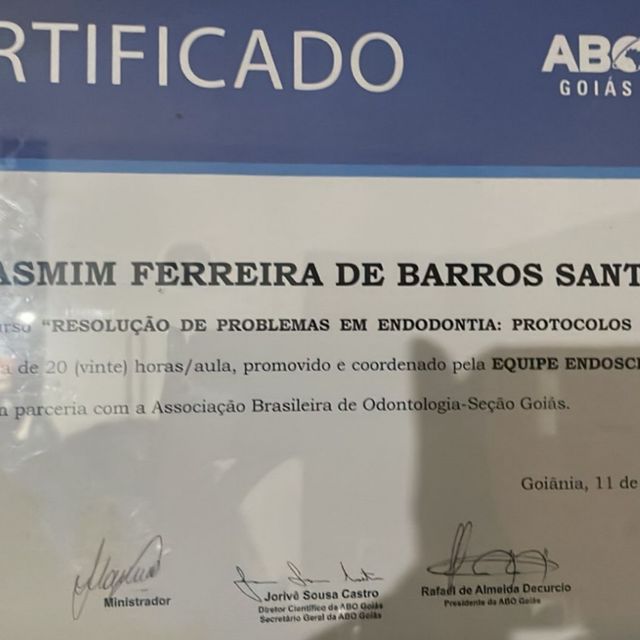 RTIFICADO
ABO
GOIÁS
ASMIM FERREIRA DE BARROS SANT
urso "RESOLUÇÃO DE PROBLEMAS EM ENDODONTIA: PROTOCOLOS
a de 20 (vinte) horas/aula, promovido e coordenado pela EQUIPE ENDOSC
m parceria com a Associação Brasileira de Odontologia-Seção Goiás.
Goiânia, 11 de
Ministrador
Jorivê Sousa Castro
Diretor Científico da ABO Goiás
Secretário Geral da ABO Goiás
Rafael de Almeida Decurcio
Presidente da ABO Goiás